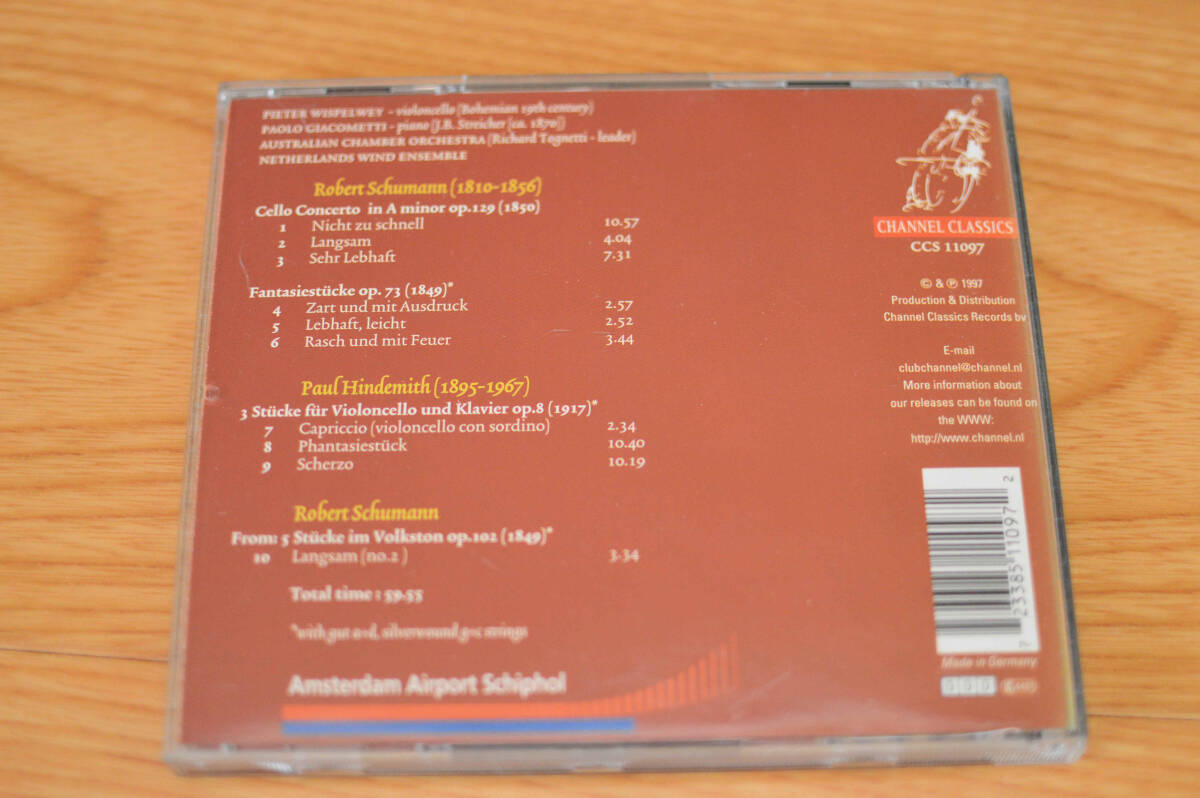 PIETER WISPELWEY - violoncello (Bohemian 19th century)
PAOLO GIACOMETTI - piano [J.B. Streicher [ca. 1870]]
AUSTRALIAN CHAMBER ORCHESTRA (Richard Tognetti - leader)
NETHERLANDS WIND ENSEMBLE
Robert Schumann (1810-1856)
Cello Concerto in A minor op.129 (1850)
1 Nicht zu schnell 10.57
2 Langsam 4.04
3 Sehr Lebhaft 7.31
Fantasiestücke op. 73 (1849)*
4 Zart und mit Ausdruck 2.57
5 Lebhaft, leicht 2.52
6 Rasch und mit Feuer 3.44
Paul Hindemith (1895-1967)
3 Stücke für Violoncello und Klavier op.8 (1917)*
7 Capriccio (violoncello con sordino) 2.34
8 Phantasiestück 10.40
9 Scherzo 10.19
Robert Schumann
From: 5 Stücke im Volkston op.102 (1849)*
10 Langsam (no.2 ) 3.34
Total time : 59.55
*with gut a+d, silverwound g+c strings
Amsterdam Airport Schiphol
CHANNEL CLASSICS
CCS 11097
© & ℗ 1997
Production & Distribution
Channel Classics Records bv
E-mail
clubchannel@channel.nl
More information about
our releases can be found on
the WWW:
http://www.channel.nl
7 23385 11097 2
Made in Germany
DDD